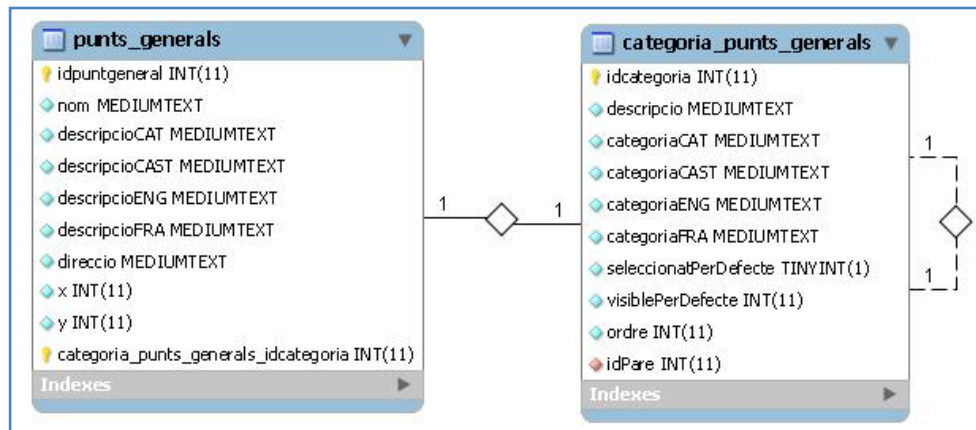 punts_generals
idpuntgeneral INT(11)
nom MEDIUMTEXT
descripcioCAT MEDIUMTEXT
descripcioCAST MEDIUMTEXT
descripcioENG MEDIUMTEXT
descripcioFRA MEDIUMTEXT
direccio MEDIUMTEXT
x INT(11)
y INT(11)
categoria_punts_generals_idcategoria INT(11)
Indexes
1
1
categoria_punts_generals
idcategoria INT(11)
descripcio MEDIUMTEXT
categoriaCAT MEDIUMTEXT
categoriaCAST MEDIUMTEXT
categoriaENG MEDIUMTEXT
categoriaFRA MEDIUMTEXT
seleccionatPerDefecte TINYINT(1)
visiblePerDefecte INT(11)
ordre INT(11)
idPare INT(11)
Indexes
1
1